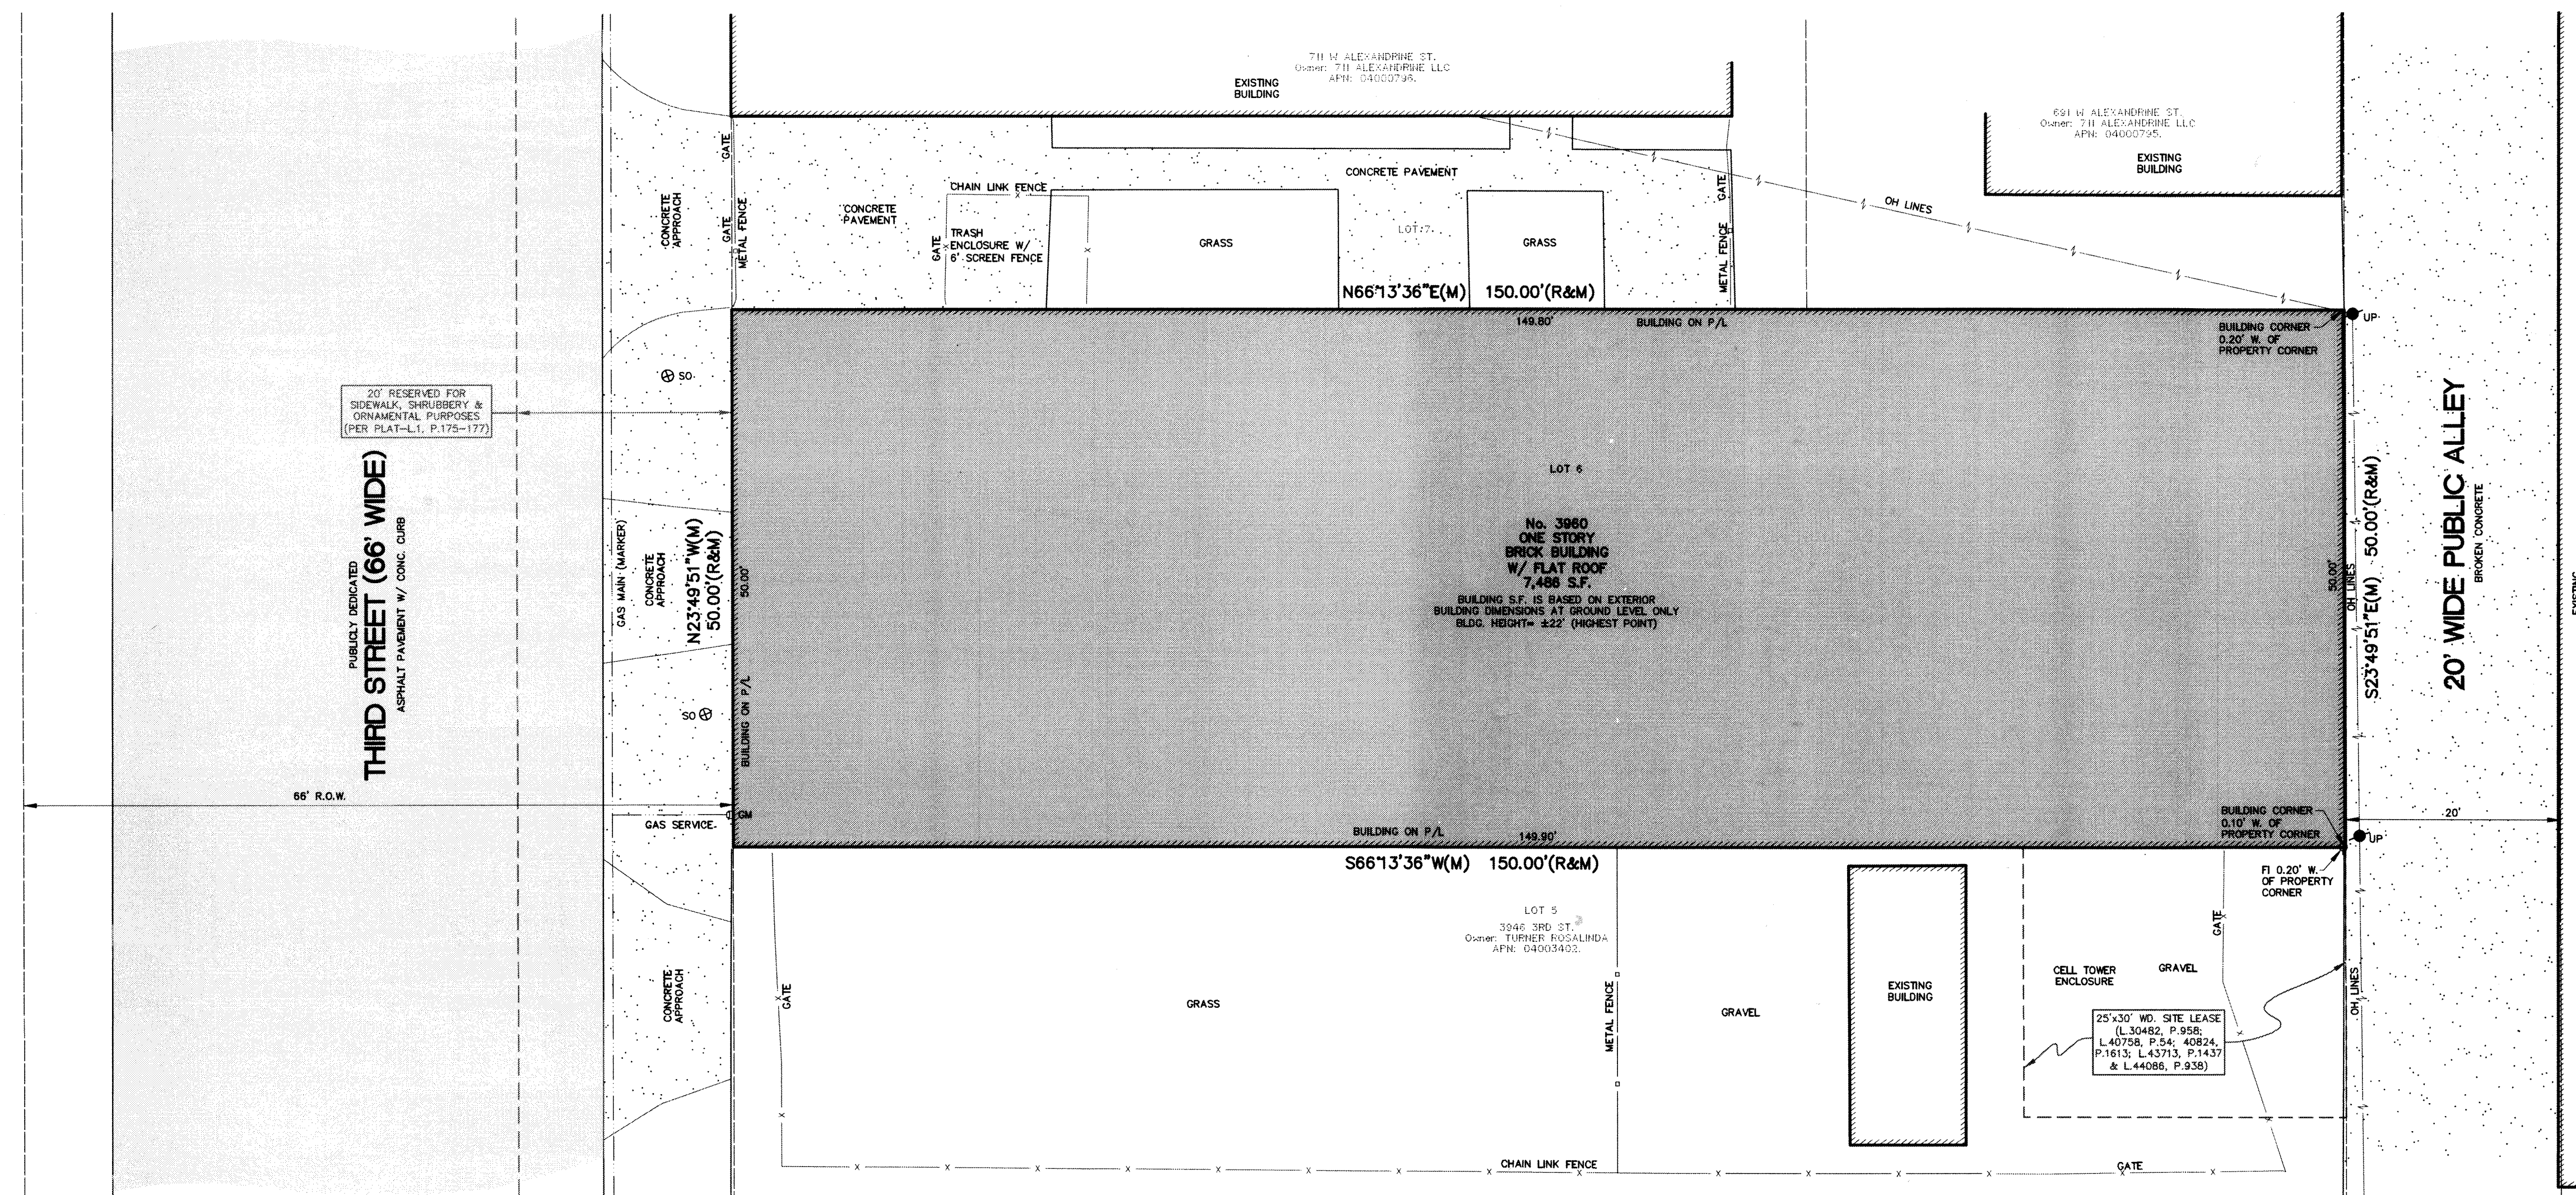 711 W ALEXANDRINE ST.
Owner: 711 ALEXANDRINE LLC
APN: 04000796.
EXISTING
BUILDING
691 W ALEXANDRINE ST.
Owner: 711 ALEXANDRINE LLC
APN: 04000795.
EXISTING
BUILDING
GATE
CONCRETE
APPROACH
GATE
METAL FENCE
CONCRETE
PAVEMENT
CHAIN LINK FENCE
GATE
TRASH
ENCLOSURE W/
6' SCREEN FENCE
GRASS
CONCRETE PAVEMENT
LOT 7
GRASS
GATE
METAL FENCE
OH LINES
N66°13'36"E(M) 150.00'(R&M)
149.80'
BUILDING ON P/L
BUILDING CORNER
0.20' W. OF
PROPERTY CORNER
UP
SO
20' RESERVED FOR
SIDEWALK, SHRUBBERY &
ORNAMENTAL PURPOSES
(PER PLAT-L.1, P.175-177)
PUBLICLY DEDICATED
THIRD STREET (66' WIDE)
ASPHALT PAVEMENT W/ CONC. CURB
66' R.O.W.
GAS MAIN (MARKER)
CONCRETE
APPROACH
N23°49'51"W(M)
50.00'(R&M)
50.00'
BUILDING ON P/L
SO
GM
GAS SERVICE
LOT 6
No. 3960
ONE STORY
BRICK BUILDING
W/ FLAT ROOF
7,486 S.F.
BUILDING S.F. IS BASED ON EXTERIOR
BUILDING DIMENSIONS AT GROUND LEVEL ONLY
BLDG. HEIGHT= ±22' (HIGHEST POINT)
50.00'
OH LINES
S23°49'51"E(M) 50.00'(R&M)
20' WIDE PUBLIC ALLEY
BROKEN CONCRETE
EXISTING
BUILDING CORNER
0.10' W. OF
PROPERTY CORNER
20'
UP
BUILDING ON P/L
149.90'
S66°13'36"W(M) 150.00'(R&M)
FI 0.20' W.
OF PROPERTY
CORNER
CONCRETE
APPROACH
GATE
GRASS
LOT 5
3946 3RD ST.
Owner: TURNER ROSALINDA
APN: 04003402.
METAL FENCE
GRAVEL
EXISTING
BUILDING
CELL TOWER
ENCLOSURE
GRAVEL
GATE
OH LINES
25'x30' WD. SITE LEASE
(L.30482, P.958;
L.40758, P.54; 40824,
P.1613; L.43713, P.1437
& L.44086, P.938)
CHAIN LINK FENCE
GATE